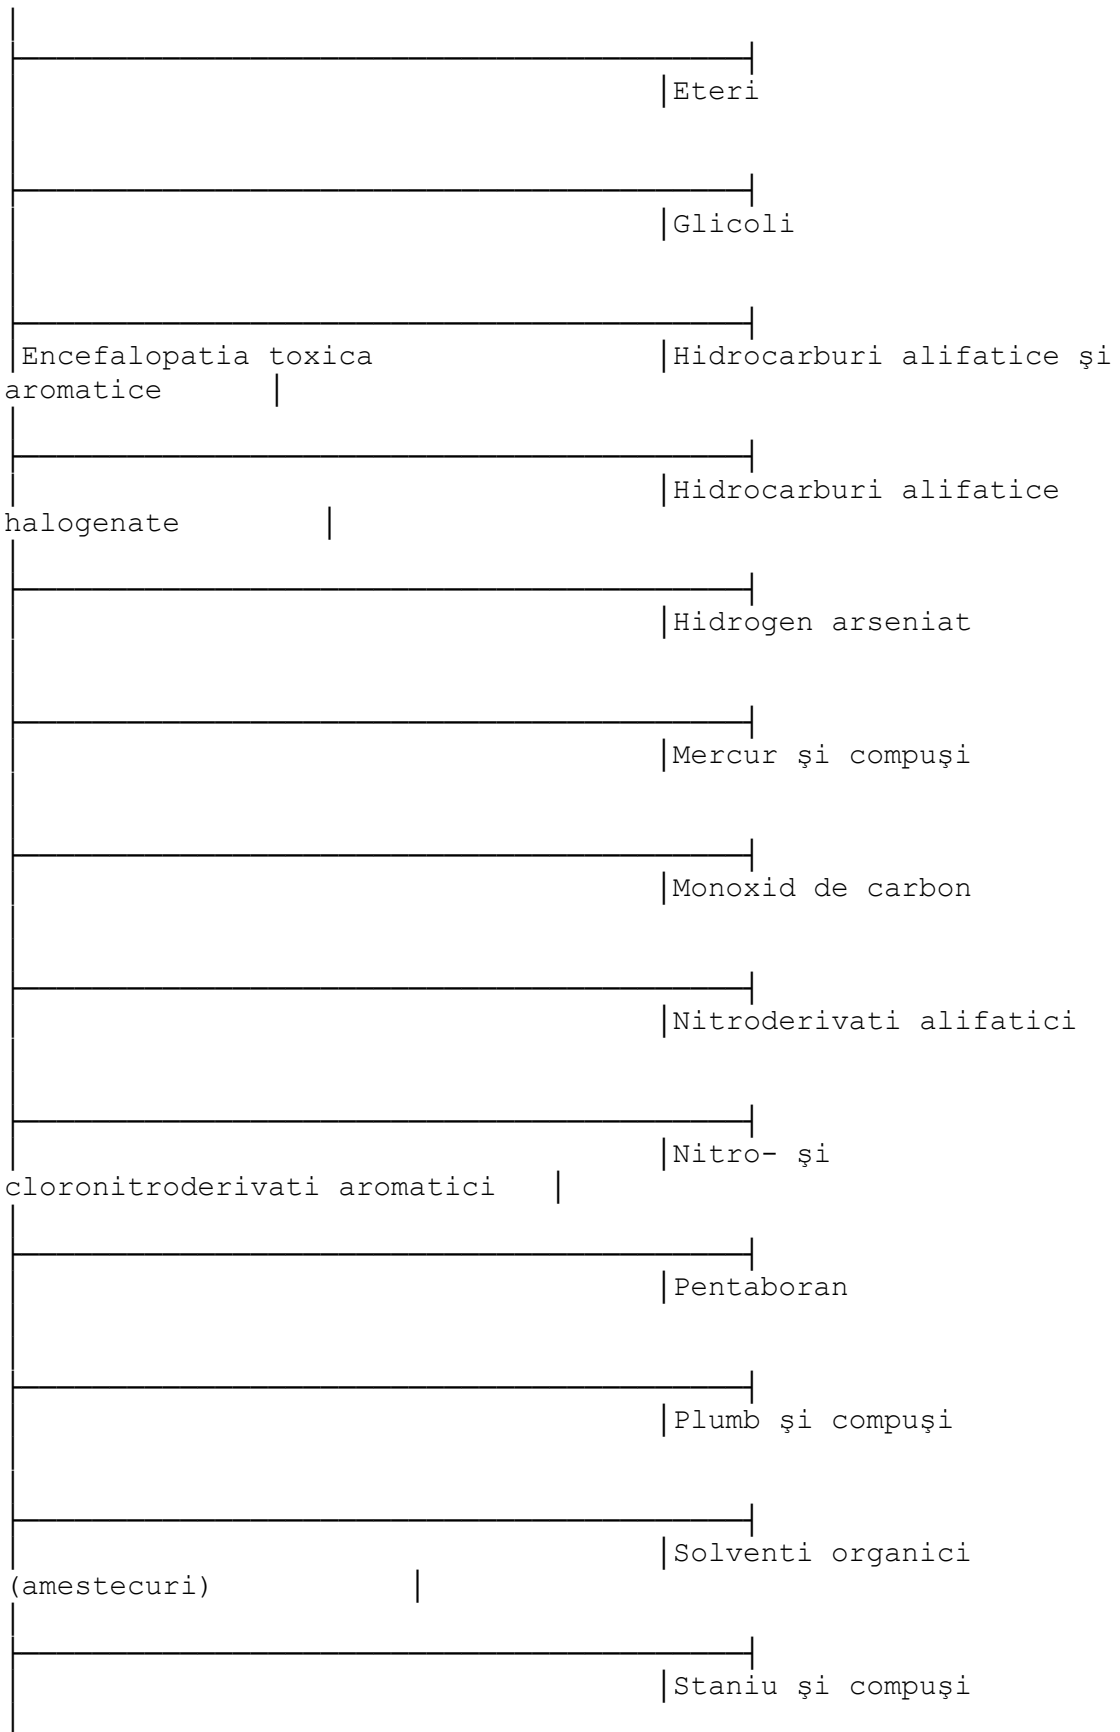 Eteri
Glicoli
Encefalopatia toxica |Hidrocarburi alifatice şi
aromatice |
|Hidrocarburi alifatice
halogenate |
|Hidrogen arseniat
|Mercur şi compuşi
|Monoxid de carbon
|Nitroderivati alifatici
|Nitro- şi
cloronitroderivati aromatici |
|Pentaboran
|Plumb şi compuşi
|Solventi organici
(amestecuri) |
|Staniu şi compuşi